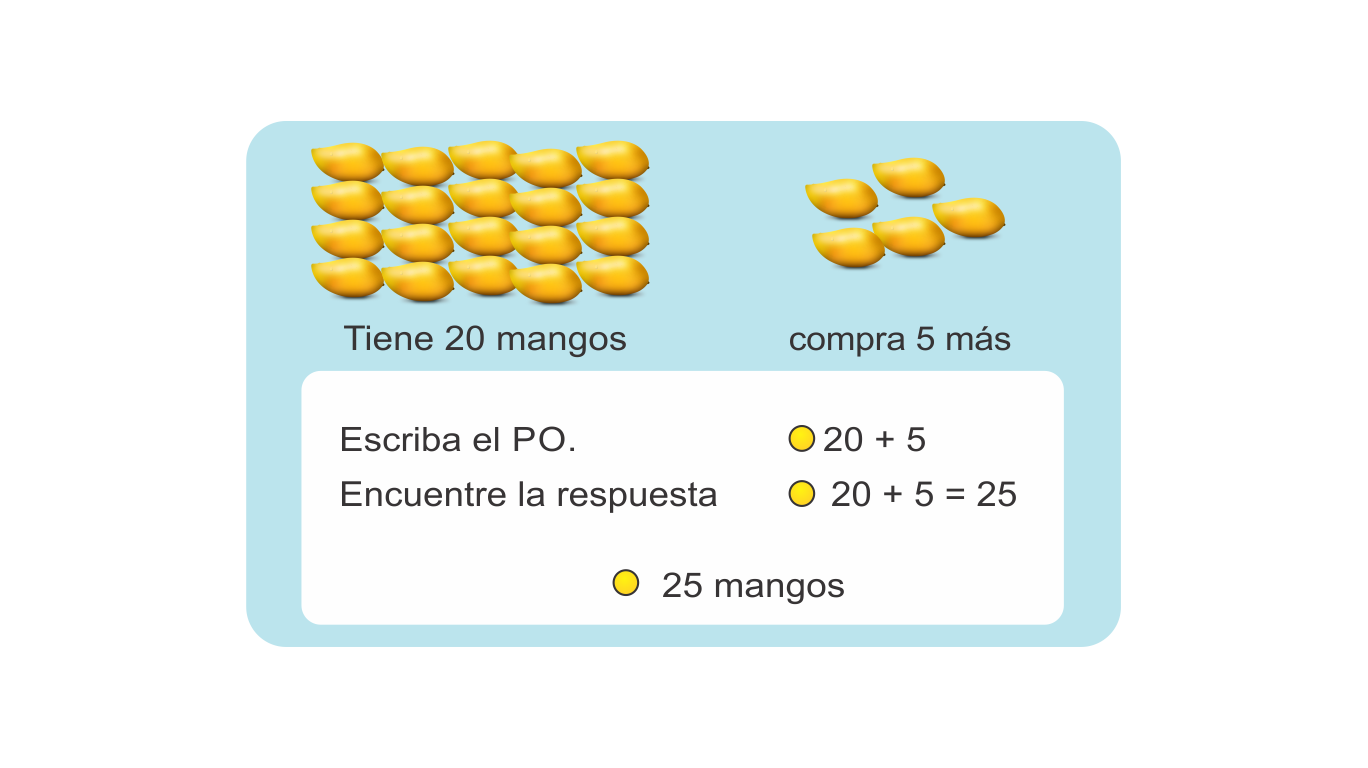 Tiene 20 mangos
compra 5 más
Escriba el PO.
20 + 5
Encuentre la respuesta
20 + 5 = 25
25 mangos